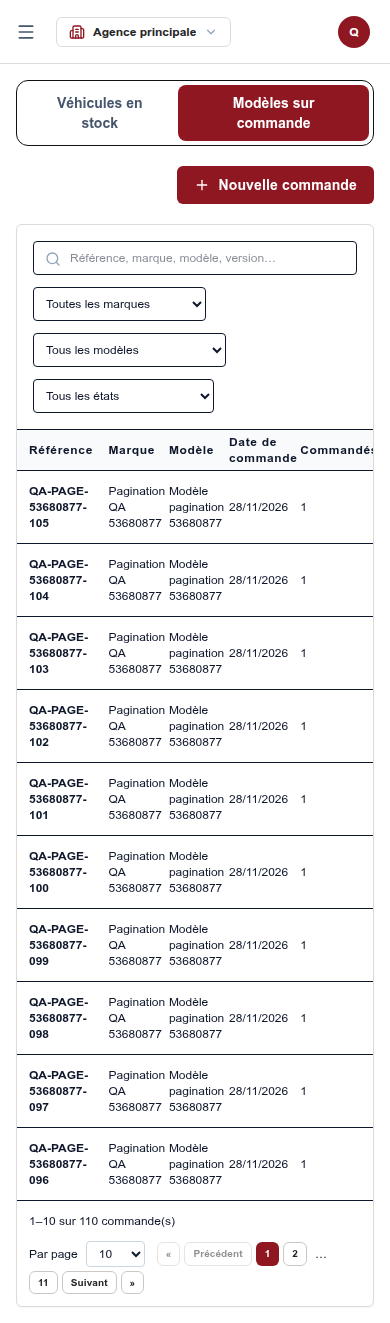 Agence principale
Q
Véhicules en
stock
Modèles sur
commande
Nouvelle commande
Référence, marque, modèle, version…
Toutes les marques
Tous les modèles
Tous les états
Référence Marque Modèle Date de commande Commandés
QA-PAGE- Pagination Modèle
53680877- QA pagination 28/11/2026 1
105 53680877 53680877
QA-PAGE- Pagination Modèle
53680877- QA pagination 28/11/2026 1
104 53680877 53680877
QA-PAGE- Pagination Modèle
53680877- QA pagination 28/11/2026 1
103 53680877 53680877
QA-PAGE- Pagination Modèle
53680877- QA pagination 28/11/2026 1
102 53680877 53680877
QA-PAGE- Pagination Modèle
53680877- QA pagination 28/11/2026 1
101 53680877 53680877
QA-PAGE- Pagination Modèle
53680877- QA pagination 28/11/2026 1
100 53680877 53680877
QA-PAGE- Pagination Modèle
53680877- QA pagination 28/11/2026 1
099 53680877 53680877
QA-PAGE- Pagination Modèle
53680877- QA pagination 28/11/2026 1
098 53680877 53680877
QA-PAGE- Pagination Modèle
53680877- QA pagination 28/11/2026 1
097 53680877 53680877
QA-PAGE- Pagination Modèle
53680877- QA pagination 28/11/2026 1
096 53680877 53680877
1–10 sur 110 commande(s)
Par page 10 « Précédent 1 2 …
11 Suivant »